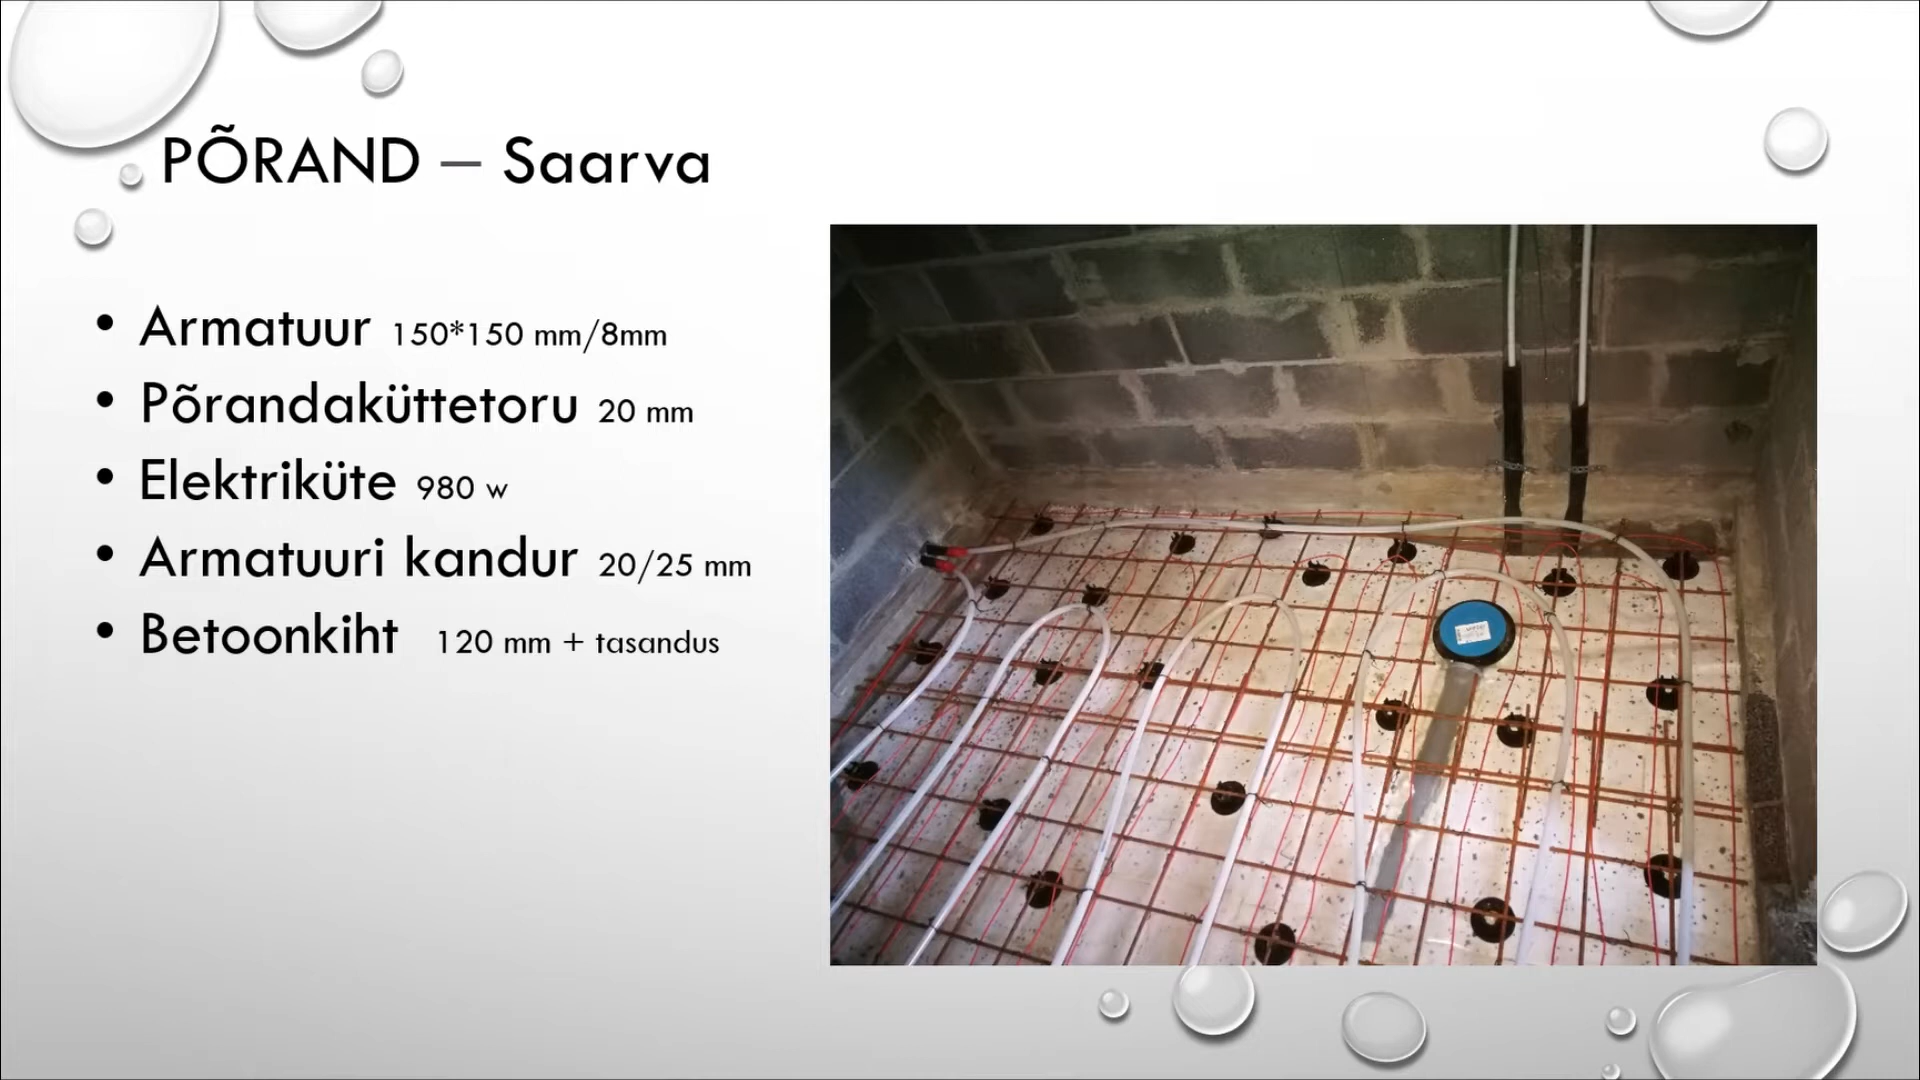 PÕRAND – Saarva
• Armatuur 150*150 mm/8mm
• Põrandaküttetoru 20 mm
• Elektriküte 980 w
• Armatuuri kandur 20/25 mm
• Betoonkiht 120 mm + tasandus